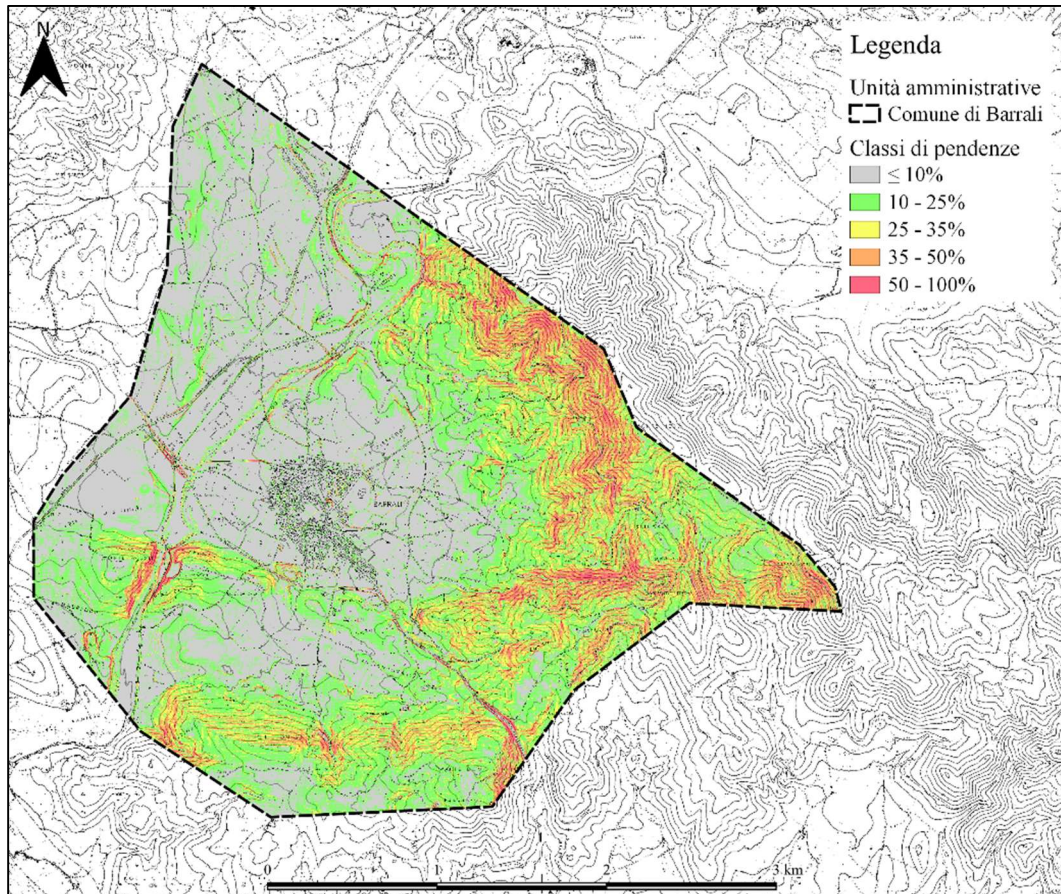 N
Legenda
Unità amministrative
Comune di Barrali
Classi di pendenze
≤ 10%
10 - 25%
25 - 35%
35 - 50%
50 - 100%
BARRALI
0 1 2 3 km